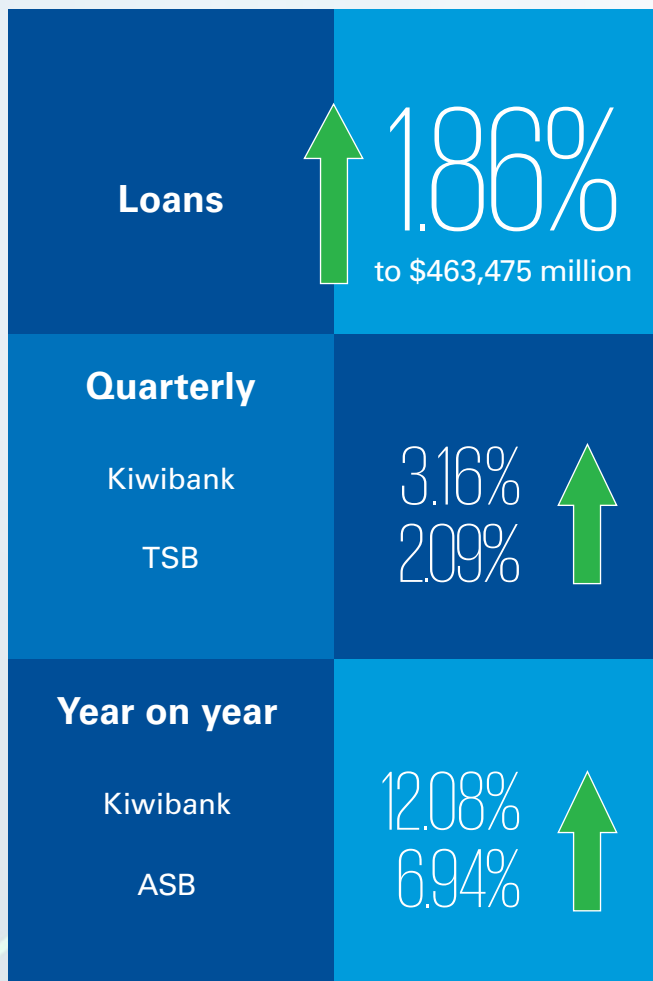 Loans
1.86%
to $463,475 million
Quarterly
Kiwibank
3.16%
TSB
2.09%
Year on year
Kiwibank
12.08%
ASB
6.94%